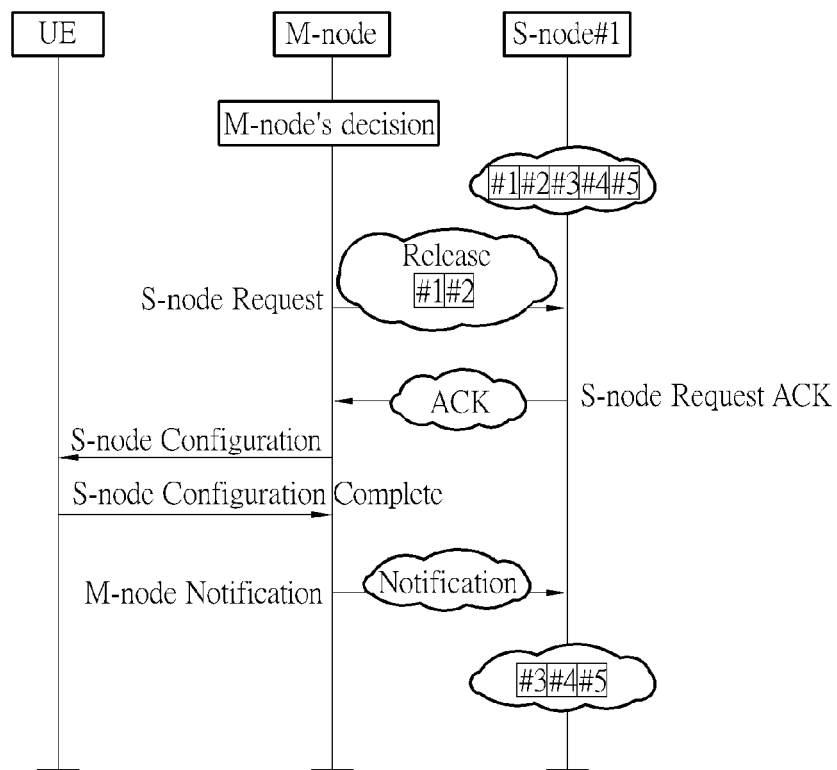 UE
M-node
S-node#1
M-node's decision
#1 #2 #3 #4 #5
Release
#1 #2
S-node Request
ACK
S-node Request ACK
S-node Configuration
S-node Configuration Complete
M-node Notification
Notification
#3 #4 #5